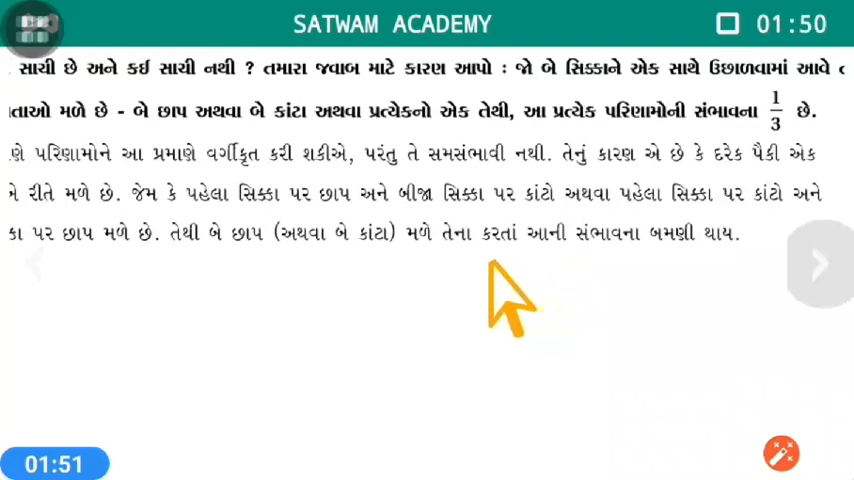 SATWAM ACADEMY
01:50
સાચી છે અને કઈ સાચી નથી ? તમારા જવાબ માટે કારણ આપો : જો બે સિક્કાને એક સાથે ઉછાળવામાં આવે
મળે છે - બે છાપ અથવા બે કાંટા અથવા પ્રત્યેકનો એક તેથી, આ પ્રત્યેક પરિણામોની સંભાવના 1/3 છે.
પરિણામોને આ પ્રમાણે વર્ગીકૃત કરી શકીએ, પરંતુ તે સમસંભાવી નથી. તેનું કારણ એ છે કે દરેક પૈકી એક
રીતે મળે છે. જેમ કે પહેલા સિક્કા પર છાપ અને બીજા સિક્કા પર કાંટો અથવા પહેલા સિક્કા પર કાંટો અને
પર છાપ મળે છે. તેથી બે છાપ (અથવા બે કાંટા) મળે તેના કરતાં આની સંભાવના બમણી થાય.
01:51